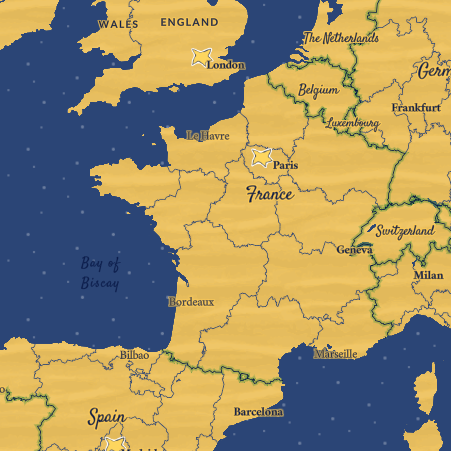 WALES
ENGLAND
The Netherlands
London
Belgium
Germ
Frankfurt
Luxembourg
Le Havre
Paris
France
Switzerland
Geneva
Bay of
Biscay
Milan
Bordeaux
Bilbao
Marseille
Spain
Barcelona